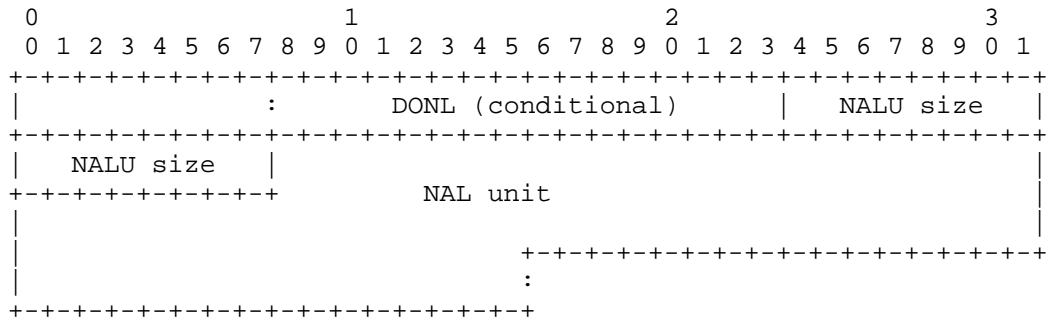 0 1 2 3
0 1 2 3 4 5 6 7 8 9 0 1 2 3 4 5 6 7 8 9 0 1 2 3 4 5 6 7 8 9 0 1
+-+-+-+-+-+-+-+-+-+-+-+-+-+-+-+-+-+-+-+-+-+-+-+-+-+-+-+-+-+-+-+-+
| : DONL (conditional) | NALU size |
+-+-+-+-+-+-+-+-+-+-+-+-+-+-+-+-+-+-+-+-+-+-+-+-+-+-+-+-+-+-+-+-+
| NALU size | |
+-+-+-+-+-+-+-+-+ NAL unit |
| |
| +-+-+-+-+-+-+-+-+-+-+-+-+-+-+-+-+
| :
+-+-+-+-+-+-+-+-+-+-+-+-+-+-+-+-+